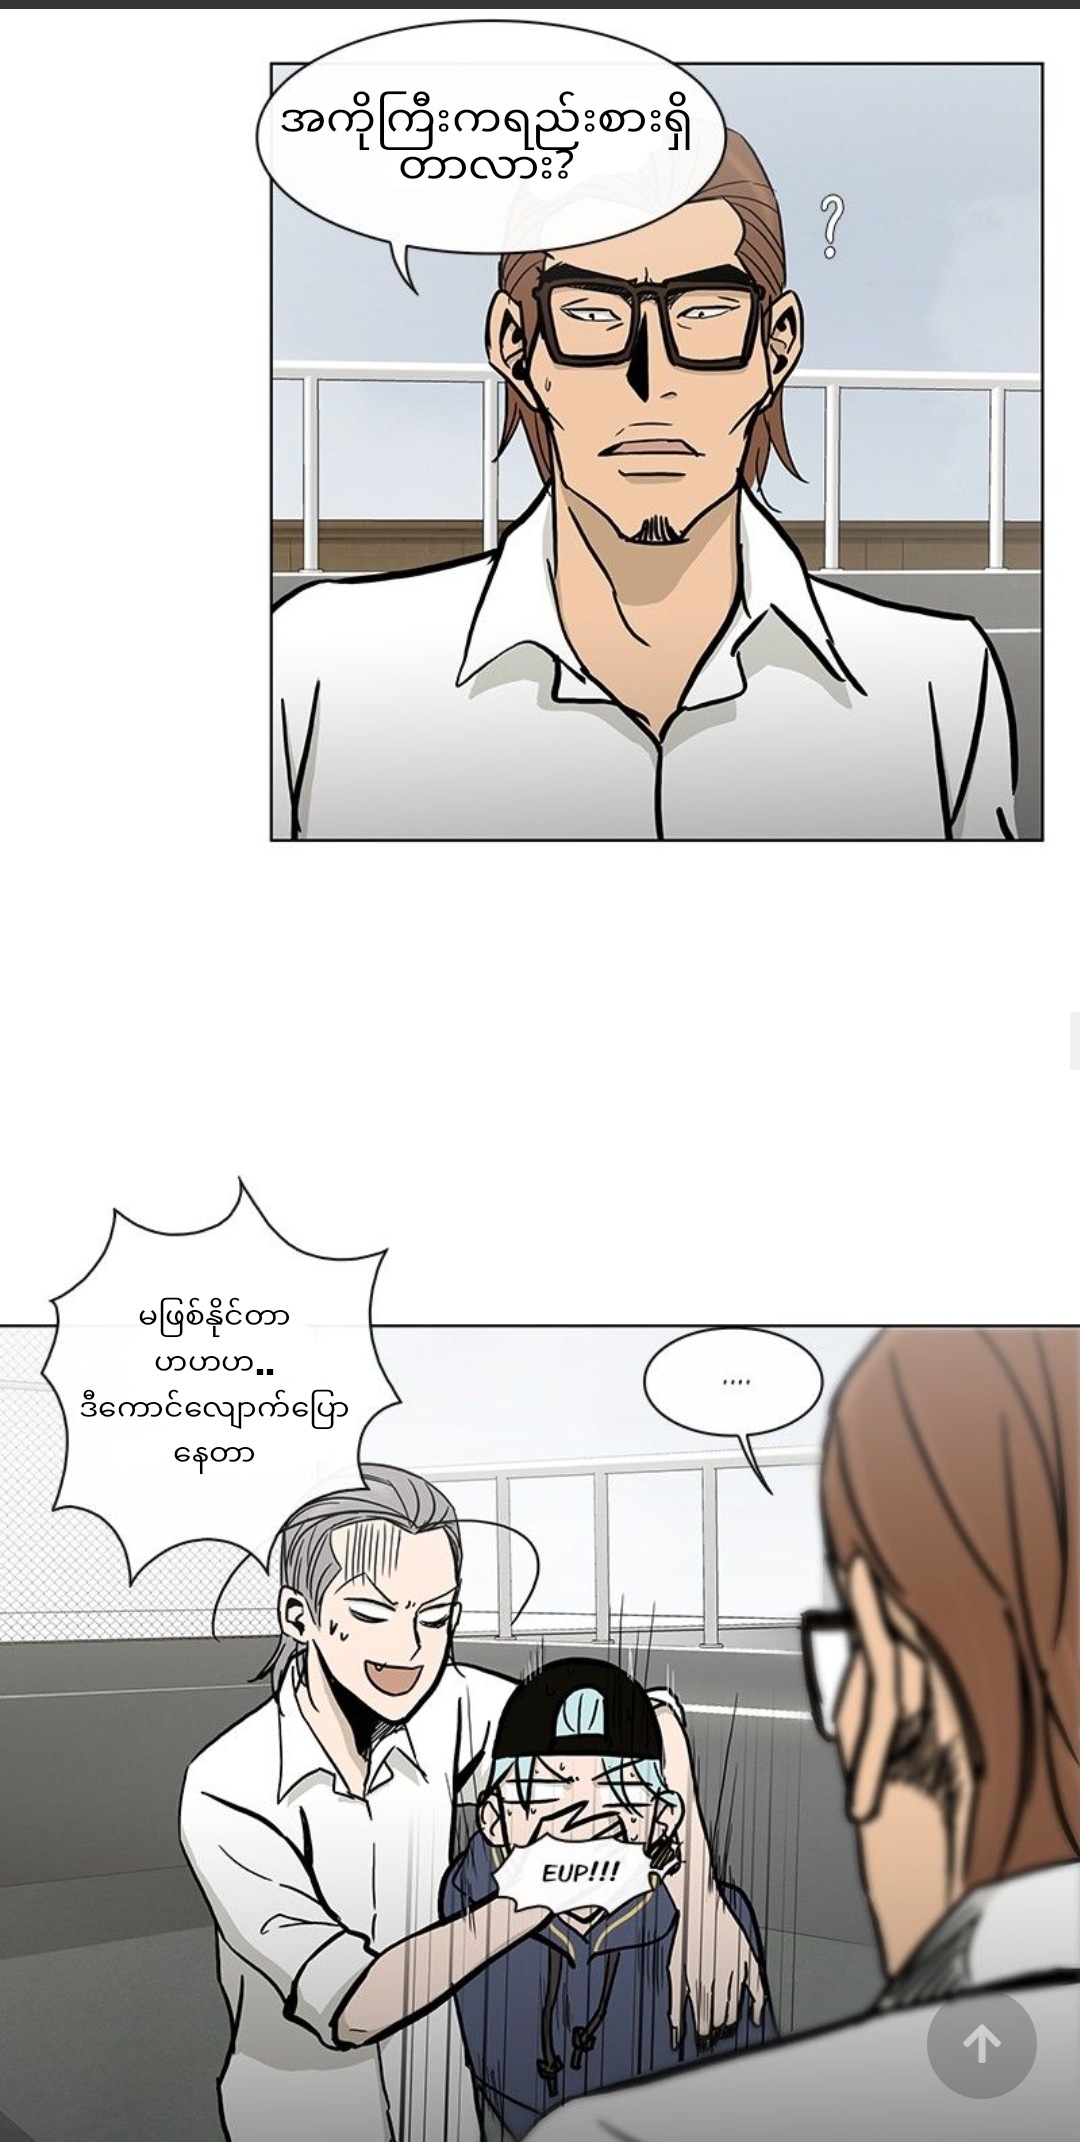 အကိုကြီးကရည်းစားရှိ
တာလား?
?
မဖြစ်နိုင်တာ
ဟာဟာဟ..
ဒီကောင်လျှောက်ပြော
နေတာ
....
EUP!!!